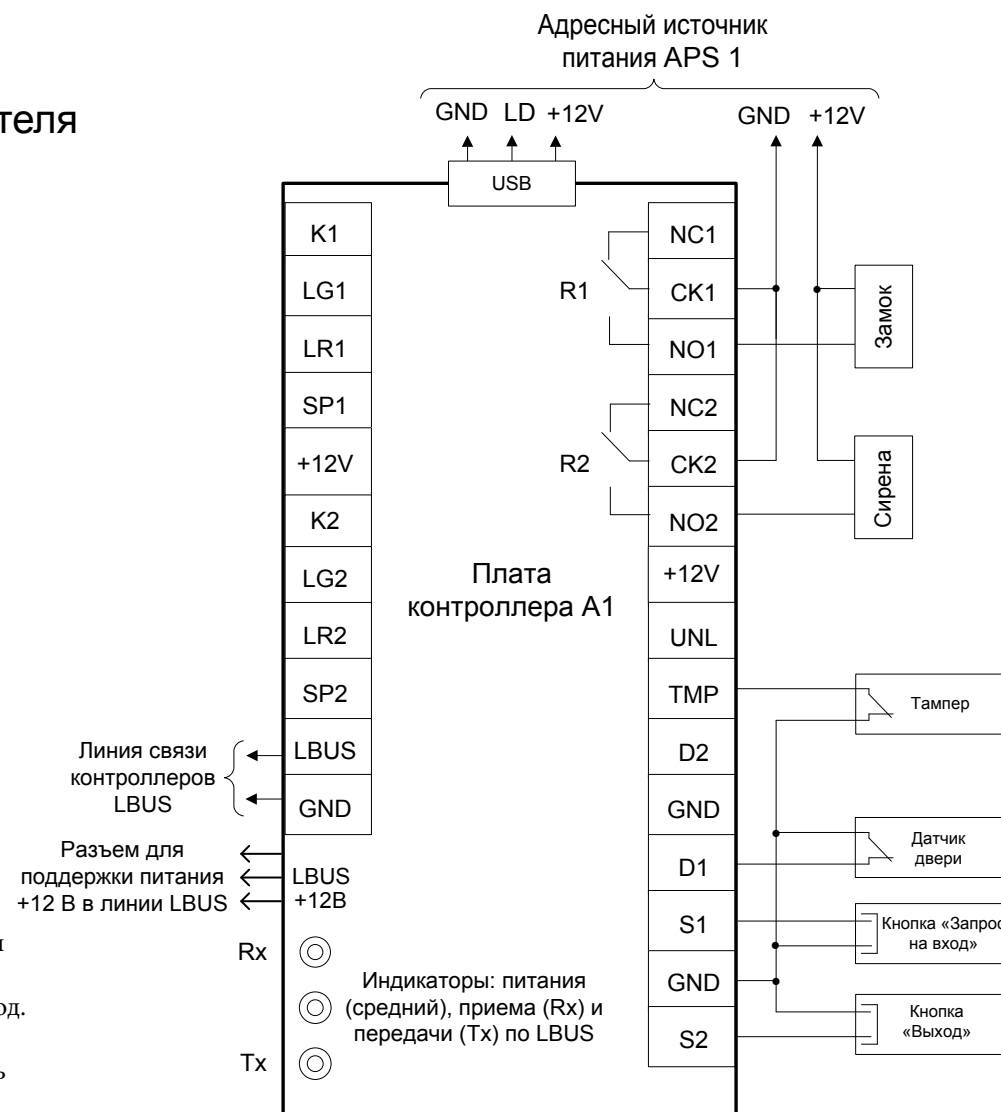 Адресный источник
питания APS 1
теля
GND LD +12V
GND +12V
USB
K1
LG1
LR1
SP1
+12V
K2
LG2
LR2
SP2
LBUS
GND
LBUS
+12В
R1
R2
NC1
CK1
NO1
NC2
CK2
NO2
+12V
UNL
TMP
D2
GND
D1
S1
GND
S2
Замок
Сирена
Плата
контроллера A1
Тампер
Датчик
двери
Кнопка «Запрос
на вход»
Кнопка
«Выход»
Линия связи
контроллеров
LBUS
Разъем для
поддержки питания
+12 В в линии LBUS
Rx
Tx
Индикаторы: питания
(средний), приема (Rx) и
передачи (Tx) по LBUS
од.
ь